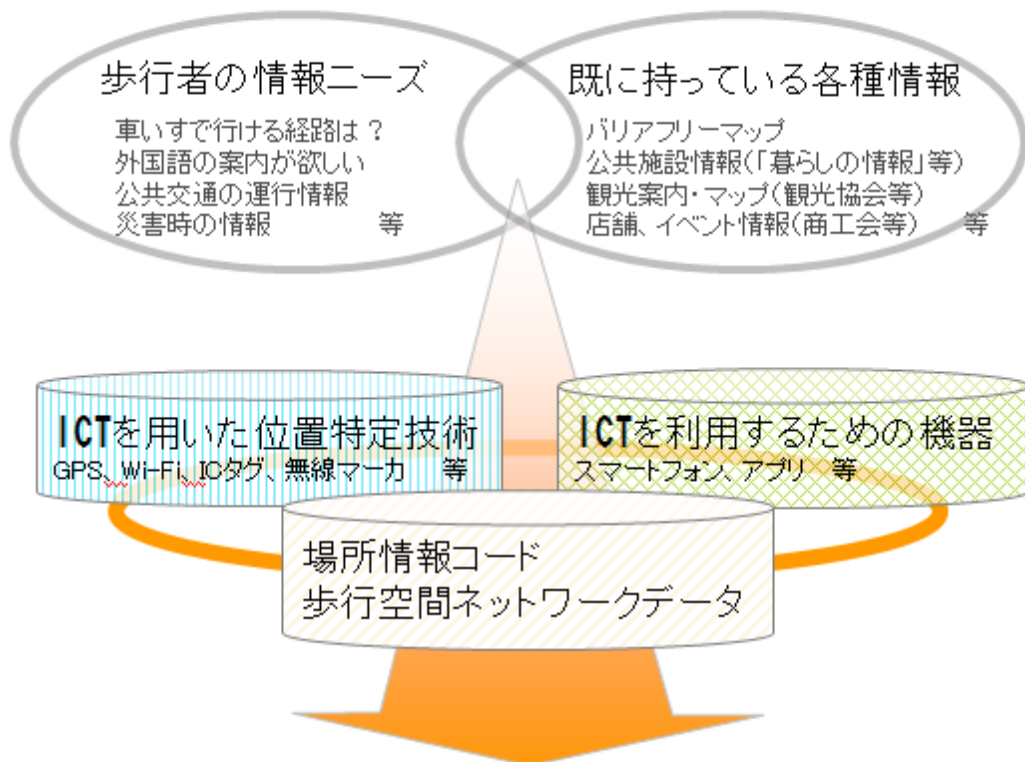 歩行者の情報ニーズ
車いすで行ける経路は？
外国語の案内が欲しい
公共交通の運行情報
災害時の情報　　　　等
既に持っている各種情報
バリアフリーマップ
公共施設情報(「暮らしの情報」等)
観光案内・マップ(観光協会等)
店舗、イベント情報(商工会等)　　等
ICTを用いた位置特定技術
GPS、Wi-Fi、ICタグ、無線マーカ　等
ICTを利用するための機器
スマートフォン、アプリ　等
場所情報コード
歩行空間ネットワークデータ